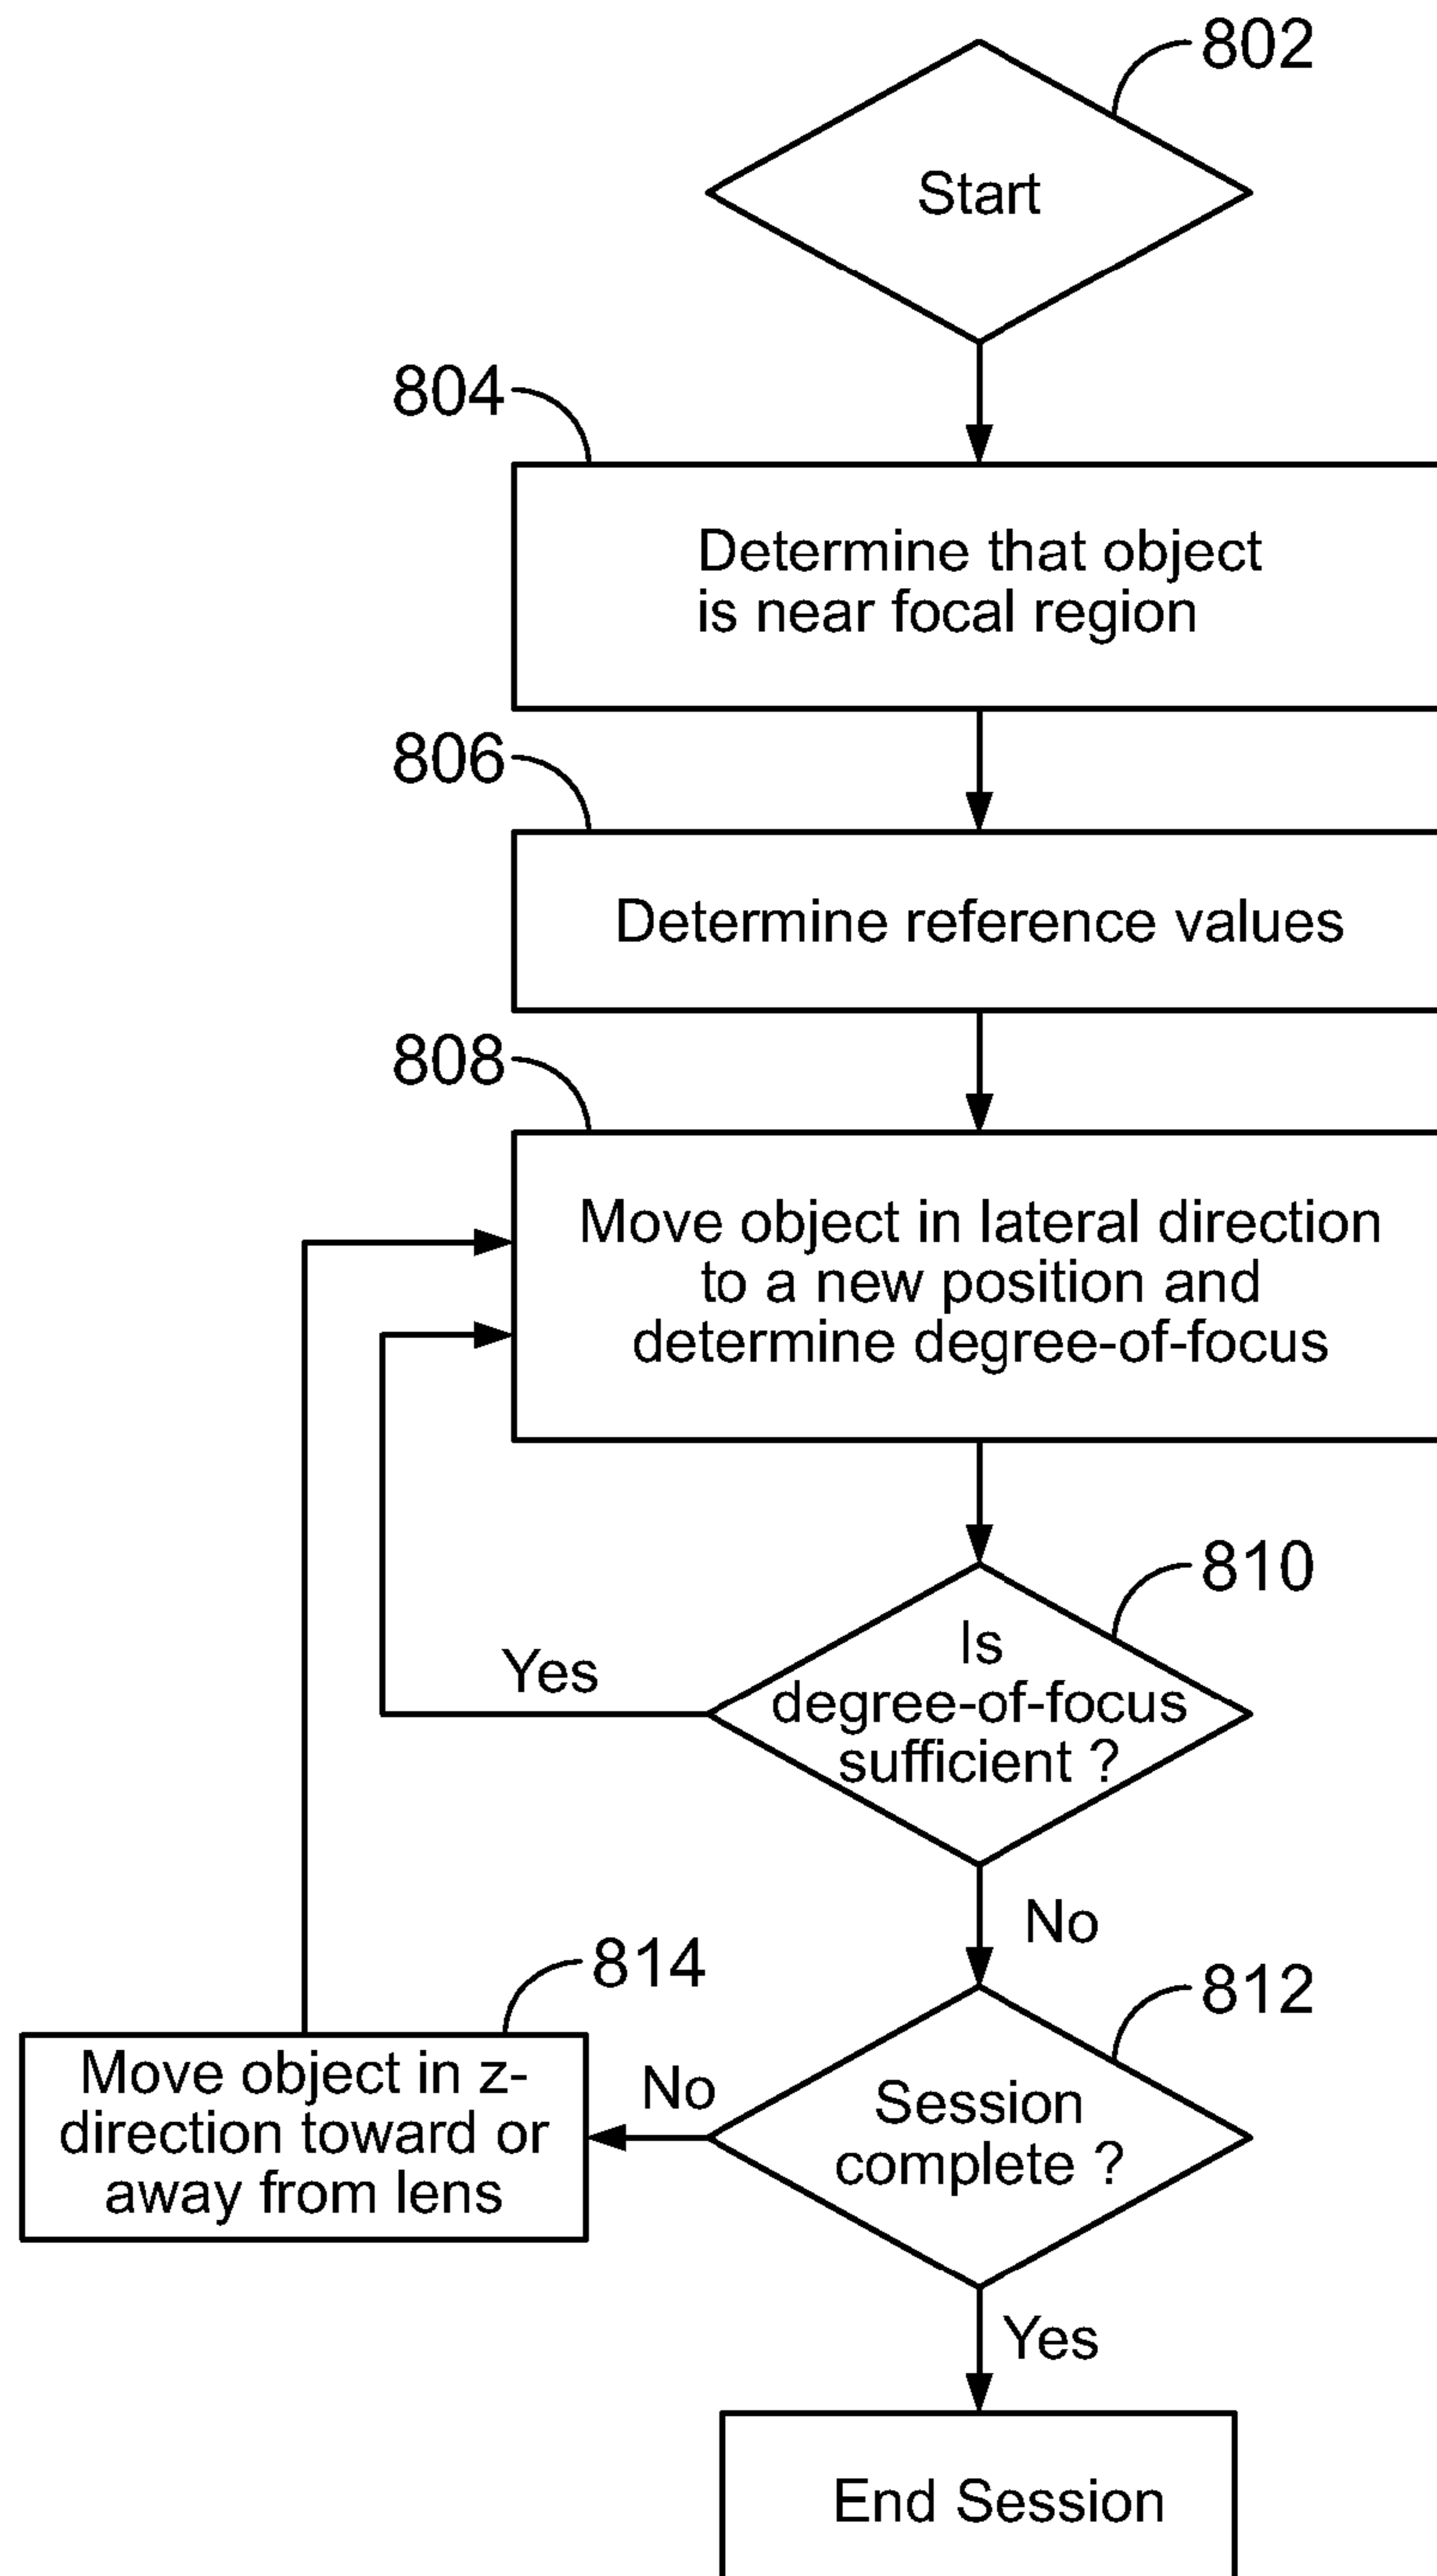 802
Start
804
Determine that object
is near focal region
806
Determine reference values
808
Move object in lateral direction
to a new position and
determine degree-of-focus
810
Is
degree-of-focus
sufficient ?
Yes
No
814
812
Move object in z-
direction toward or
away from lens
No
Session
complete ?
Yes
End Session